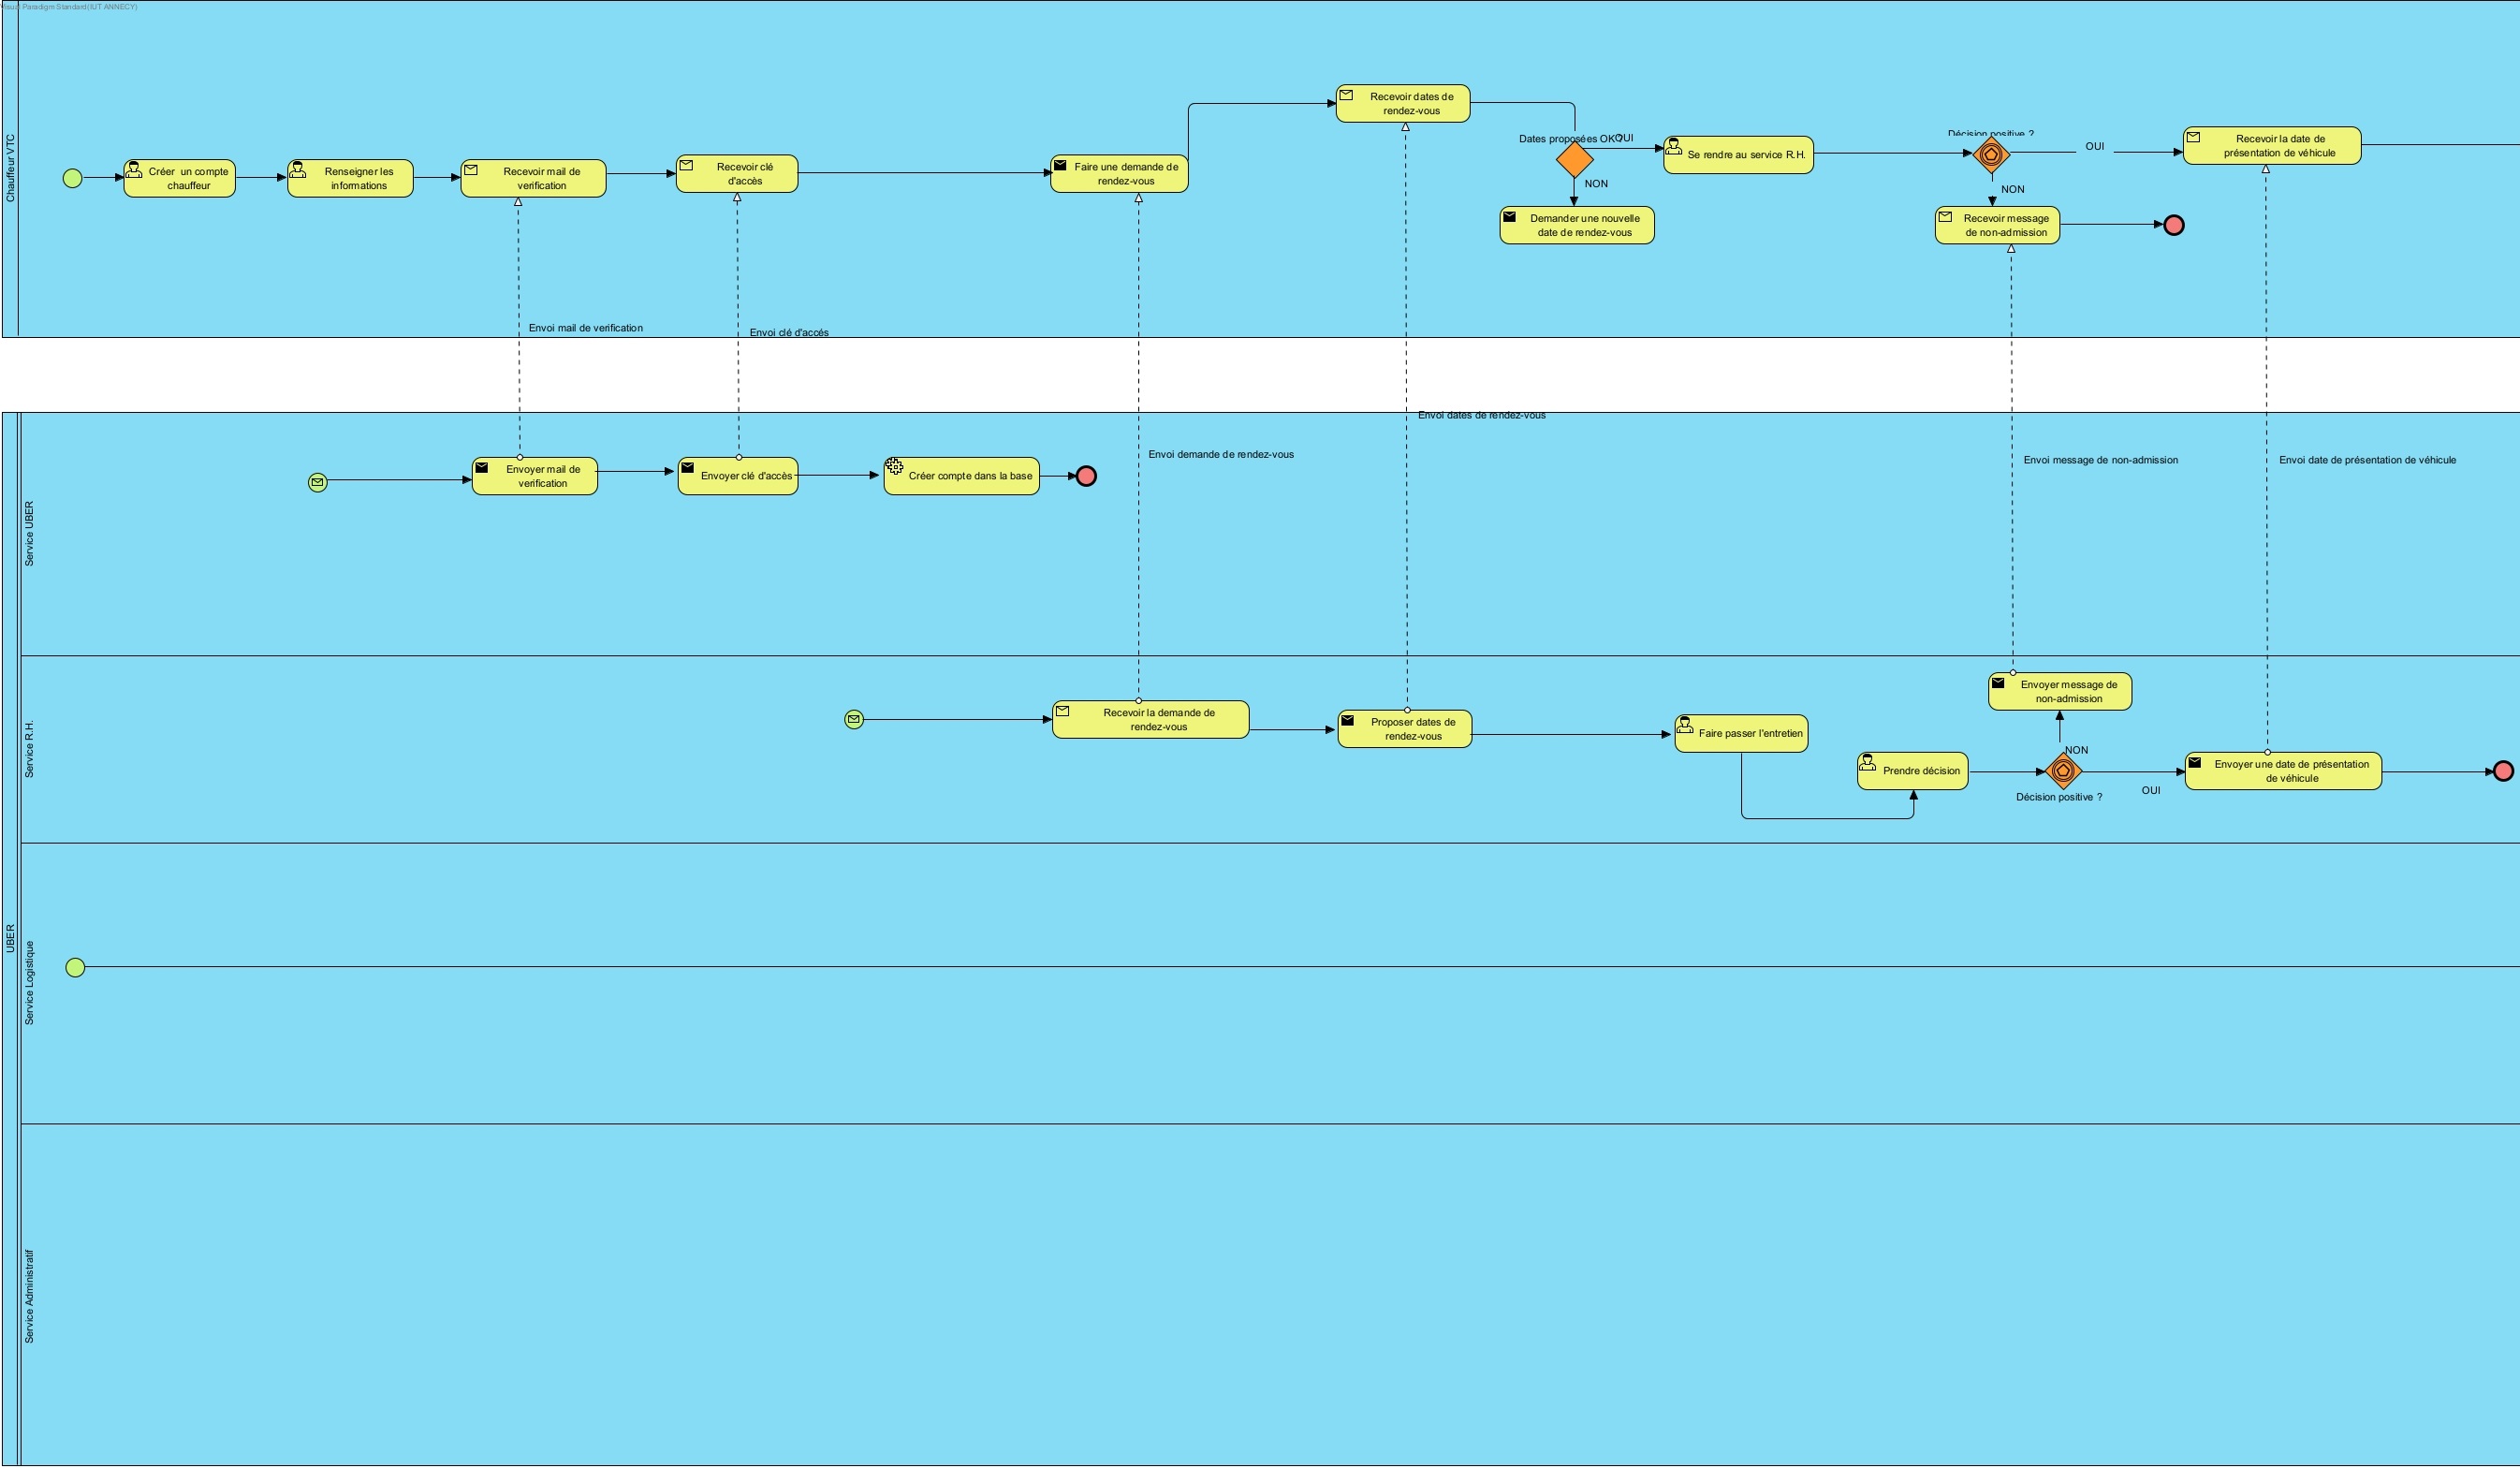 Visual Paradigm Standard(IUT ANNECY)
Chauffeur VTC
Créer un compte
chauffeur
Renseigner les
informations
Recevoir mail de
verification
Recevoir clé
d'accès
Faire une demande de
rendez-vous
Recevoir dates de
rendez-vous
Dates proposées OK ?
OUI
NON
Demander une nouvelle
date de rendez-vous
Se rendre au service R.H.
Décision positive ?
OUI
NON
Recevoir message
de non-admission
Recevoir la date de
présentation de véhicule
Envoi mail de verification
Envoi clé d'accés
Envoi dates de rendez-vous
Envoi demande de rendez-vous
Envoi message de non-admission
Envoi date de présentation de véhicule
UBER
Service UBER
Envoyer mail de
verification
Envoyer clé d'accès
Créer compte dans la base
Service R.H.
Recevoir la demande de
rendez-vous
Proposer dates de
rendez-vous
Faire passer l'entretien
Prendre décision
Envoyer message de
non-admission
NON
Décision positive ?
OUI
Envoyer une date de présentation
de véhicule
Service Logistique
Service Administratif